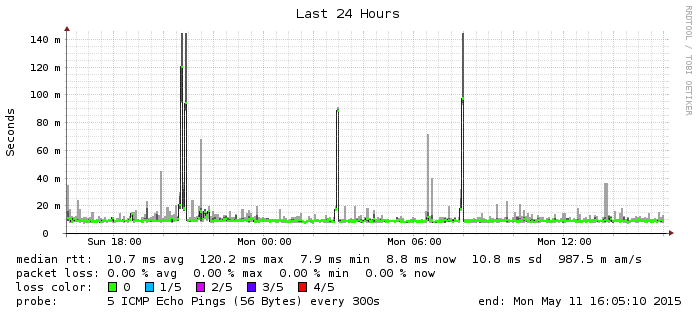 Last 24 Hours
RRDTOOL / TOBI OETIKER
Seconds
140 m
120 m
100 m
80 m
60 m
40 m
20 m
0
Sun 18:00 Mon 00:00 Mon 06:00 Mon 12:00
median rtt: 10.7 ms avg 120.2 ms max 7.9 ms min 8.8 ms now 10.8 ms sd 987.5 m am/s
packet loss: 0.00 % avg 0.00 % max 0.00 % min 0.00 % now
loss color: 0 1/5 2/5 3/5 4/5
probe: 5 ICMP Echo Pings (56 Bytes) every 300s end: Mon May 11 16:05:10 2015